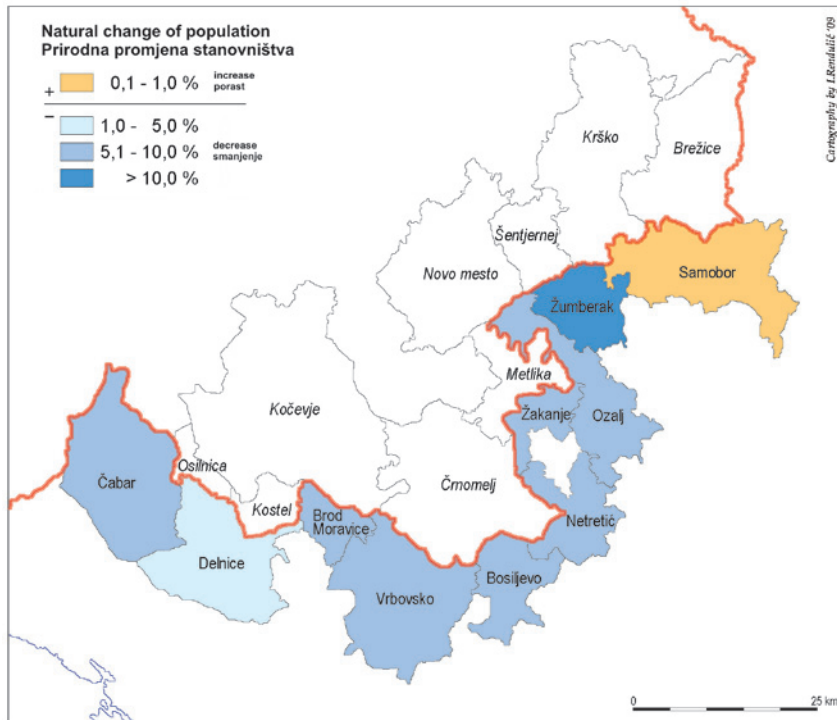 Natural change of population
Prirodna promjena stanovništva
+ 0,1 - 1,0 % increase porast
− 1,0 - 5,0 %
5,1 - 10,0 % decrease smanjenje
> 10,0 %
Cartography by I.Rendulić '09
Krško
Brežice
Šentjernej
Novo mesto
Samobor
Žumberak
Metlika
Kočevje
Žakanje
Ozalj
Osilnica
Čabar
Črnomelj
Kostel
Brod
Moravice
Netretić
Delnice
Bosiljevo
Vrbovsko
0 25 km